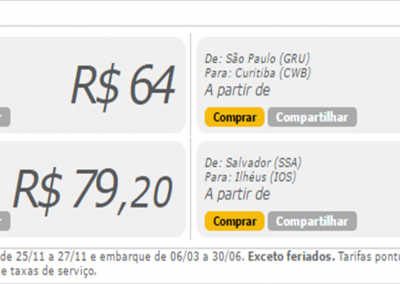 R$ 64
De: São Paulo (GRU)
Para: Curitiba (CWB)
A partir de
Comprar Compartilhar
R$ 79,20
De: Salvador (SSA)
Para: Ilhéus (IOS)
A partir de
Comprar Compartilhar
de 25/11 a 27/11 e embarque de 06/03 a 30/06. Exceto feriados. Tarifas
e taxas de serviço.